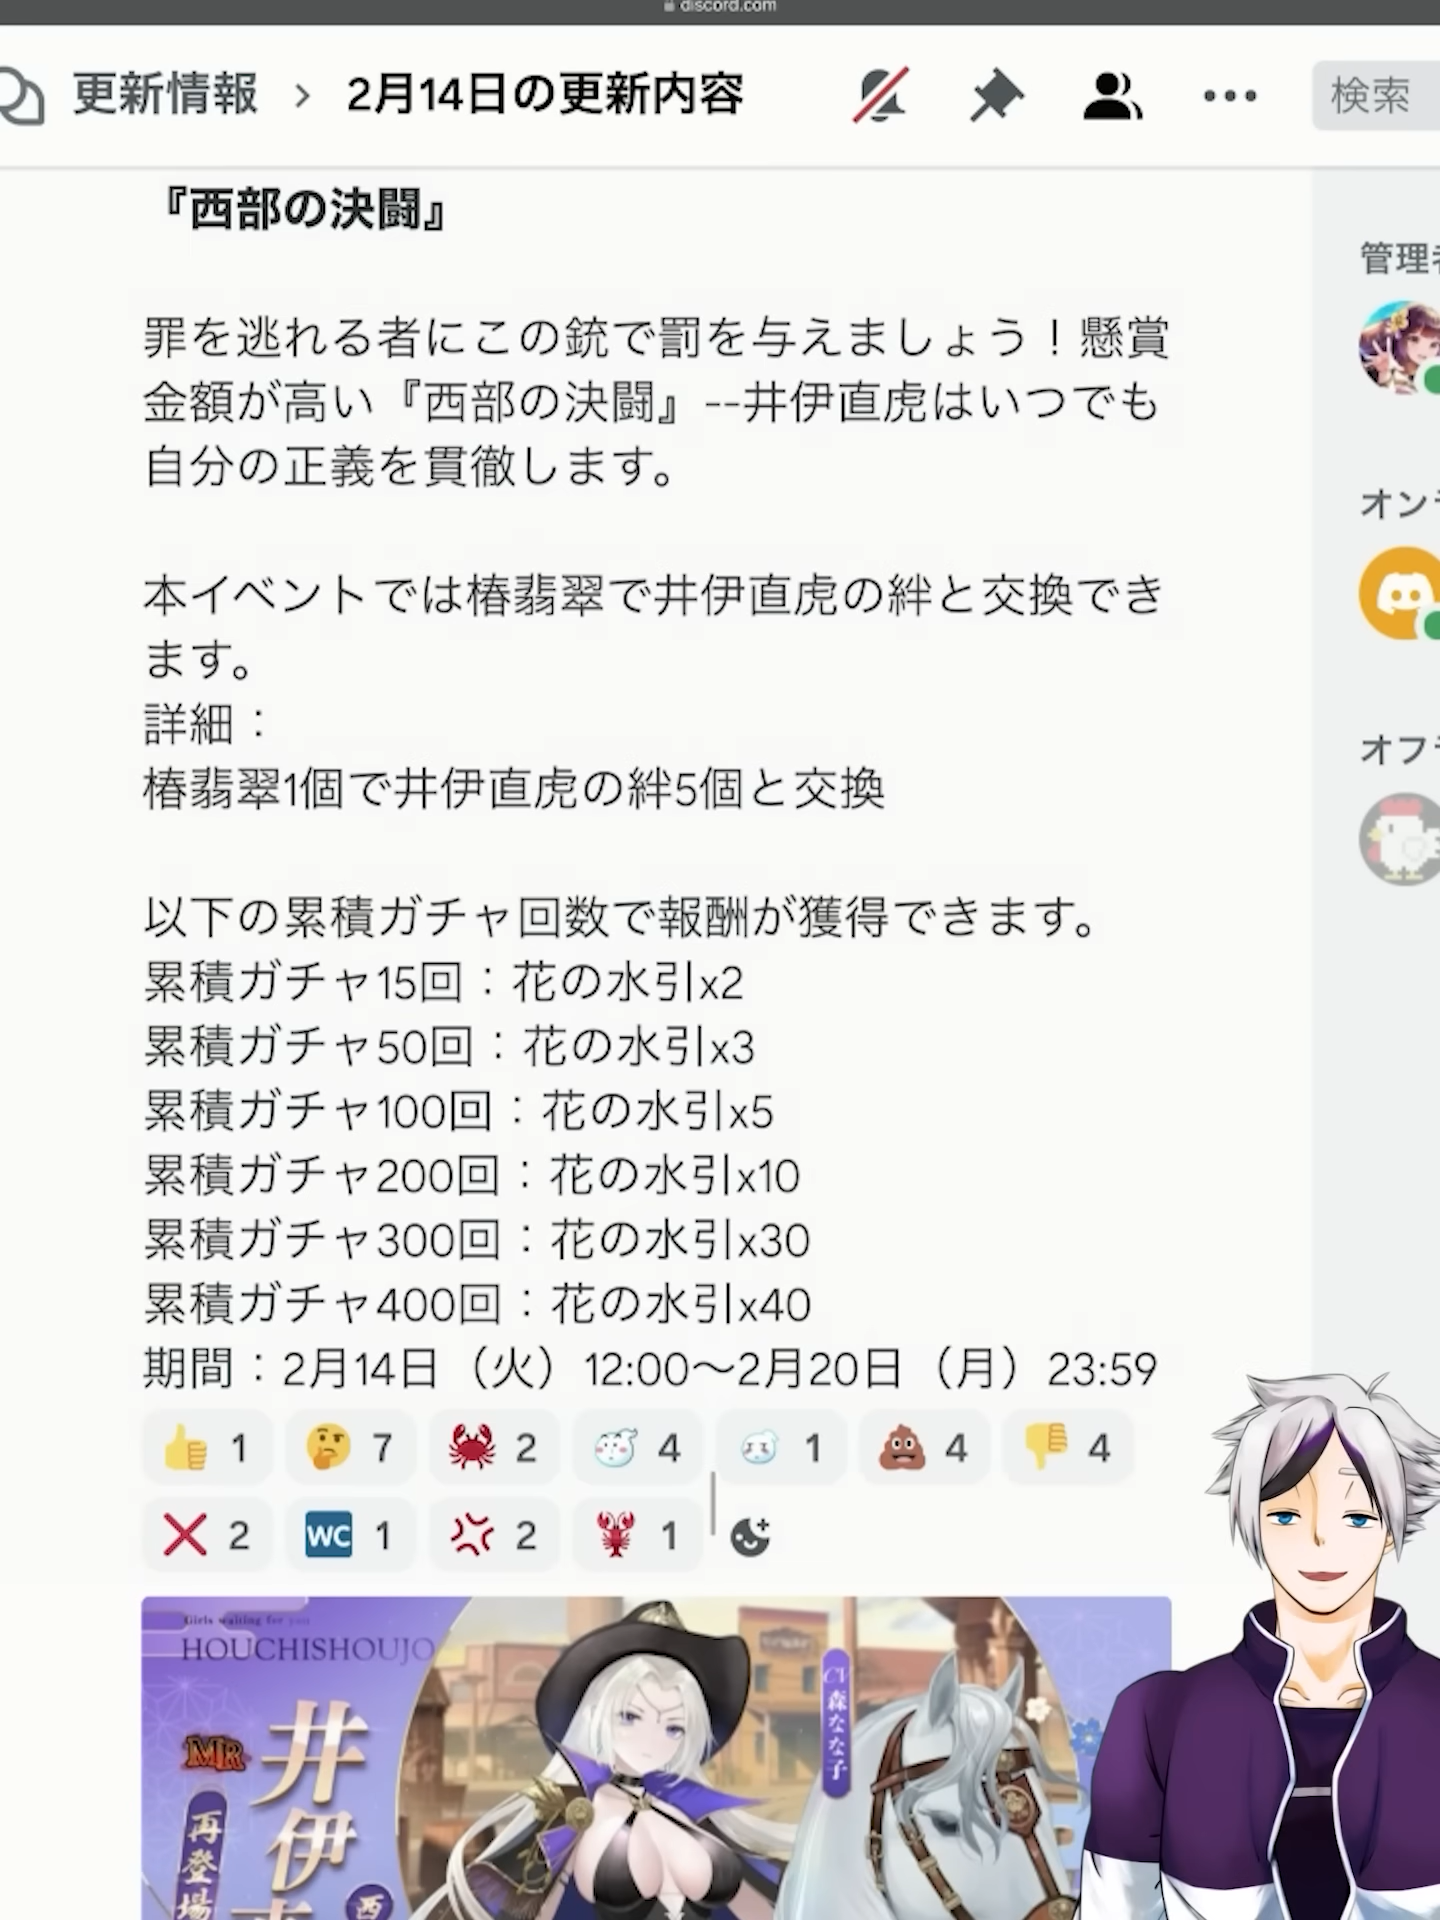 discord.com
更新情報 › 2月14日の更新内容
検索
『西部の決闘』
罪を逃れる者にこの銃で罰を与えましょう！懸賞
金額が高い『西部の決闘』--井伊直虎はいつでも
自分の正義を貫徹します。
本イベントでは椿翡翠で井伊直虎の絆と交換でき
ます。
詳細：
椿翡翠1個で井伊直虎の絆5個と交換
以下の累積ガチャ回数で報酬が獲得できます。
累積ガチャ15回：花の水引x2
累積ガチャ50回：花の水引x3
累積ガチャ100回：花の水引x5
累積ガチャ200回：花の水引x10
累積ガチャ300回：花の水引x30
累積ガチャ400回：花の水引x40
期間：2月14日（火）12:00〜2月20日（月）23:59
1 7 2 4 1 4 4
2 WC 1 2 1
管理
オン
オフ
Girls waiting for you
HOUCHISHOUJO
MR
再登場
井伊
西
CV 森なな子